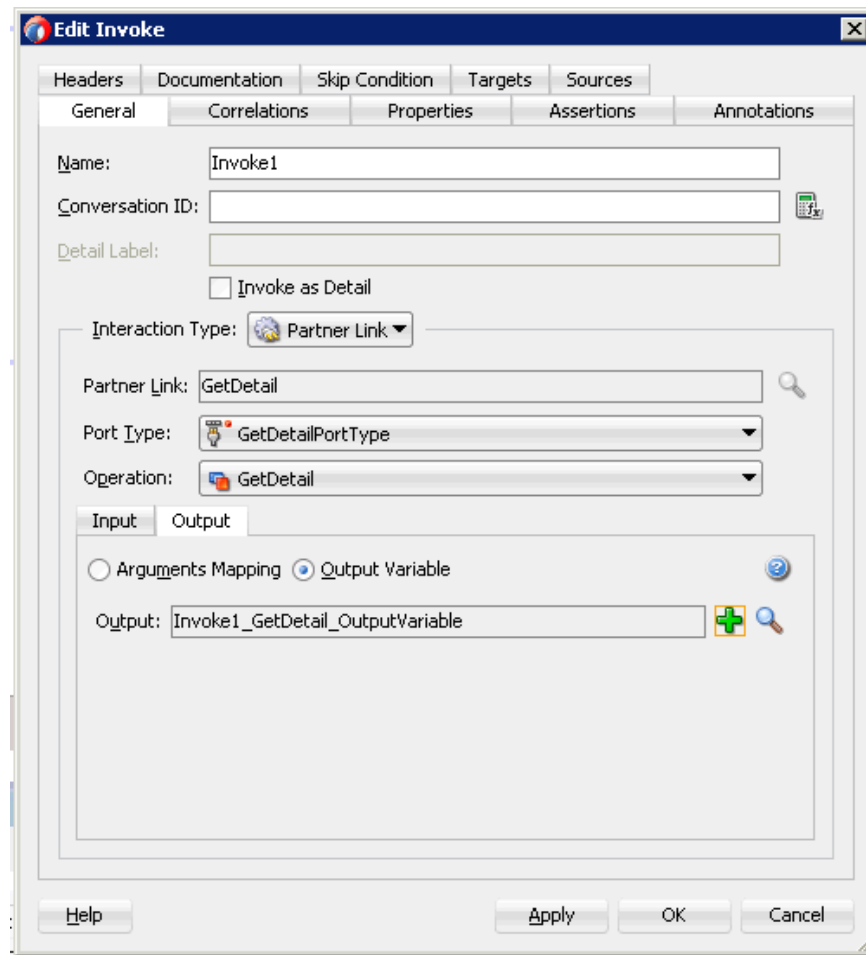 Edit Invoke
Headers Documentation Skip Condition Targets Sources
General Correlations Properties Assertions Annotations
Name: Invoke1
Conversation ID:
Detail Label:
Invoke as Detail
Interaction Type: Partner Link
Partner Link: GetDetail
Port Type: GetDetailPortType
Operation: GetDetail
Input Output
Arguments Mapping Output Variable
Output: Invoke1_GetDetail_OutputVariable
Help Apply OK Cancel